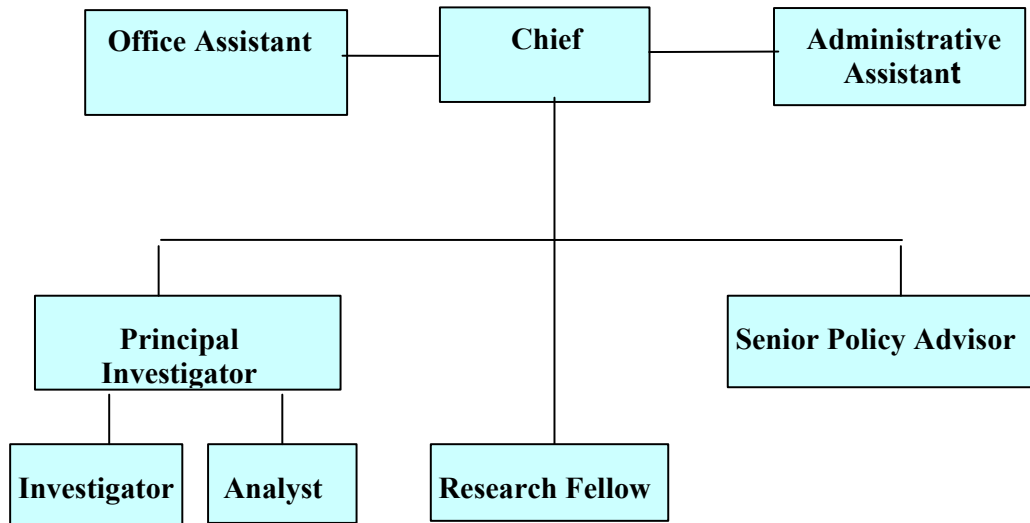 Office Assistant
Chief
Administrative
Assistant
Principal
Investigator
Senior Policy Advisor
Investigator
Analyst
Research Fellow